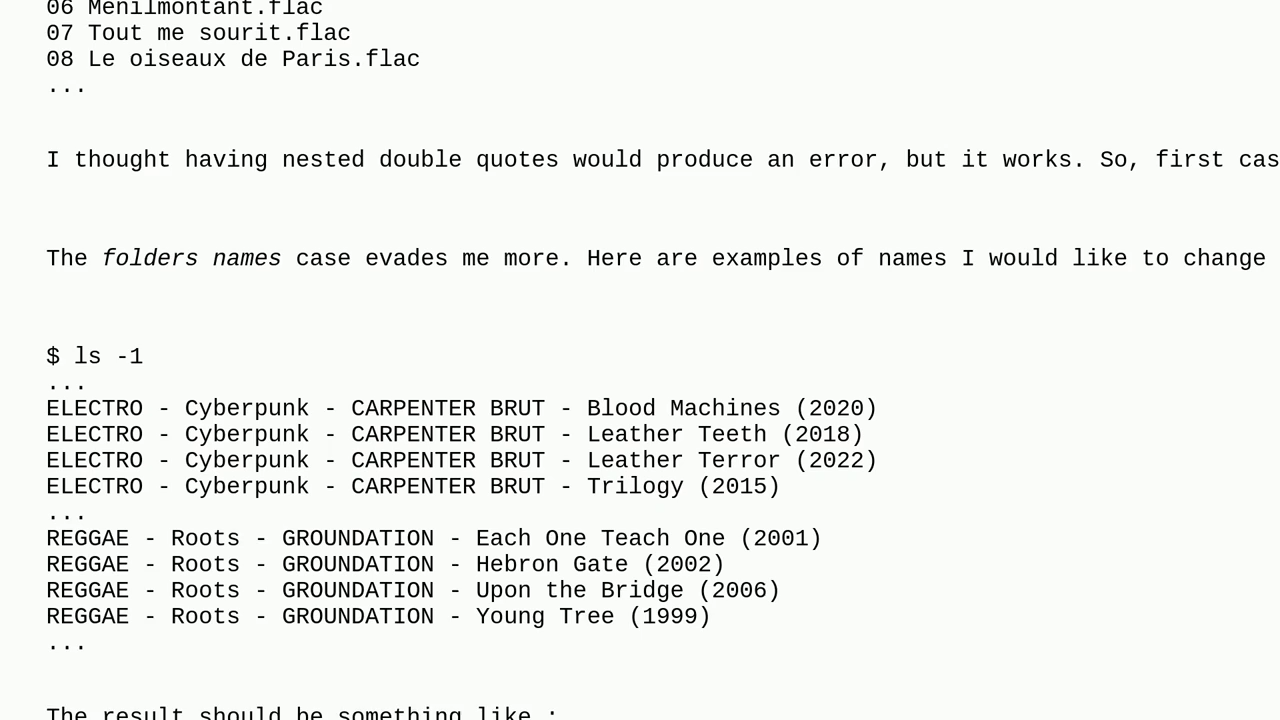 06 Ménilmontant.flac
07 Tout me sourit.flac
08 Le oiseaux de Paris.flac
...
I thought having nested double quotes would produce an error, but it works. So, first cas
The folders names case evades me more. Here are examples of names I would like to change
$ ls -1
...
ELECTRO - Cyberpunk - CARPENTER BRUT - Blood Machines (2020)
ELECTRO - Cyberpunk - CARPENTER BRUT - Leather Teeth (2018)
ELECTRO - Cyberpunk - CARPENTER BRUT - Leather Terror (2022)
ELECTRO - Cyberpunk - CARPENTER BRUT - Trilogy (2015)
...
REGGAE - Roots - GROUNDATION - Each One Teach One (2001)
REGGAE - Roots - GROUNDATION - Hebron Gate (2002)
REGGAE - Roots - GROUNDATION - Upon the Bridge (2006)
REGGAE - Roots - GROUNDATION - Young Tree (1999)
...
The result should be something like :